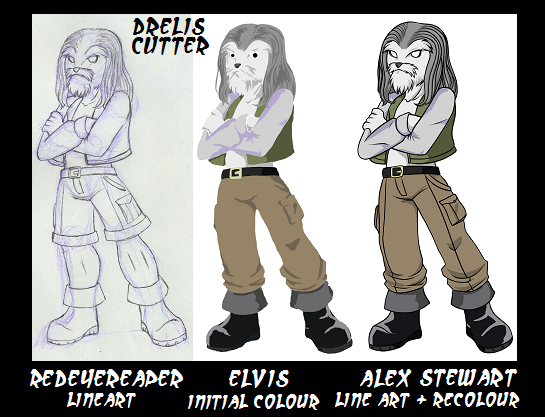 DRELIS
CUTTER
REDEYEREAPER
LINEART
ELVIS
INITIAL COLOUR
ALEX STEWART
LINE ART + RECOLOUR